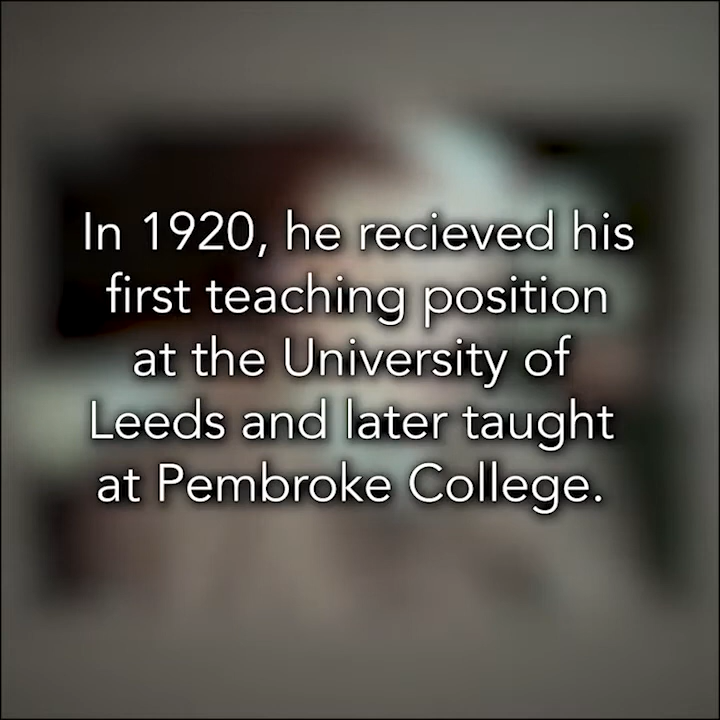 In 1920, he recieved his
first teaching position
at the University of
Leeds and later taught
at Pembroke College.